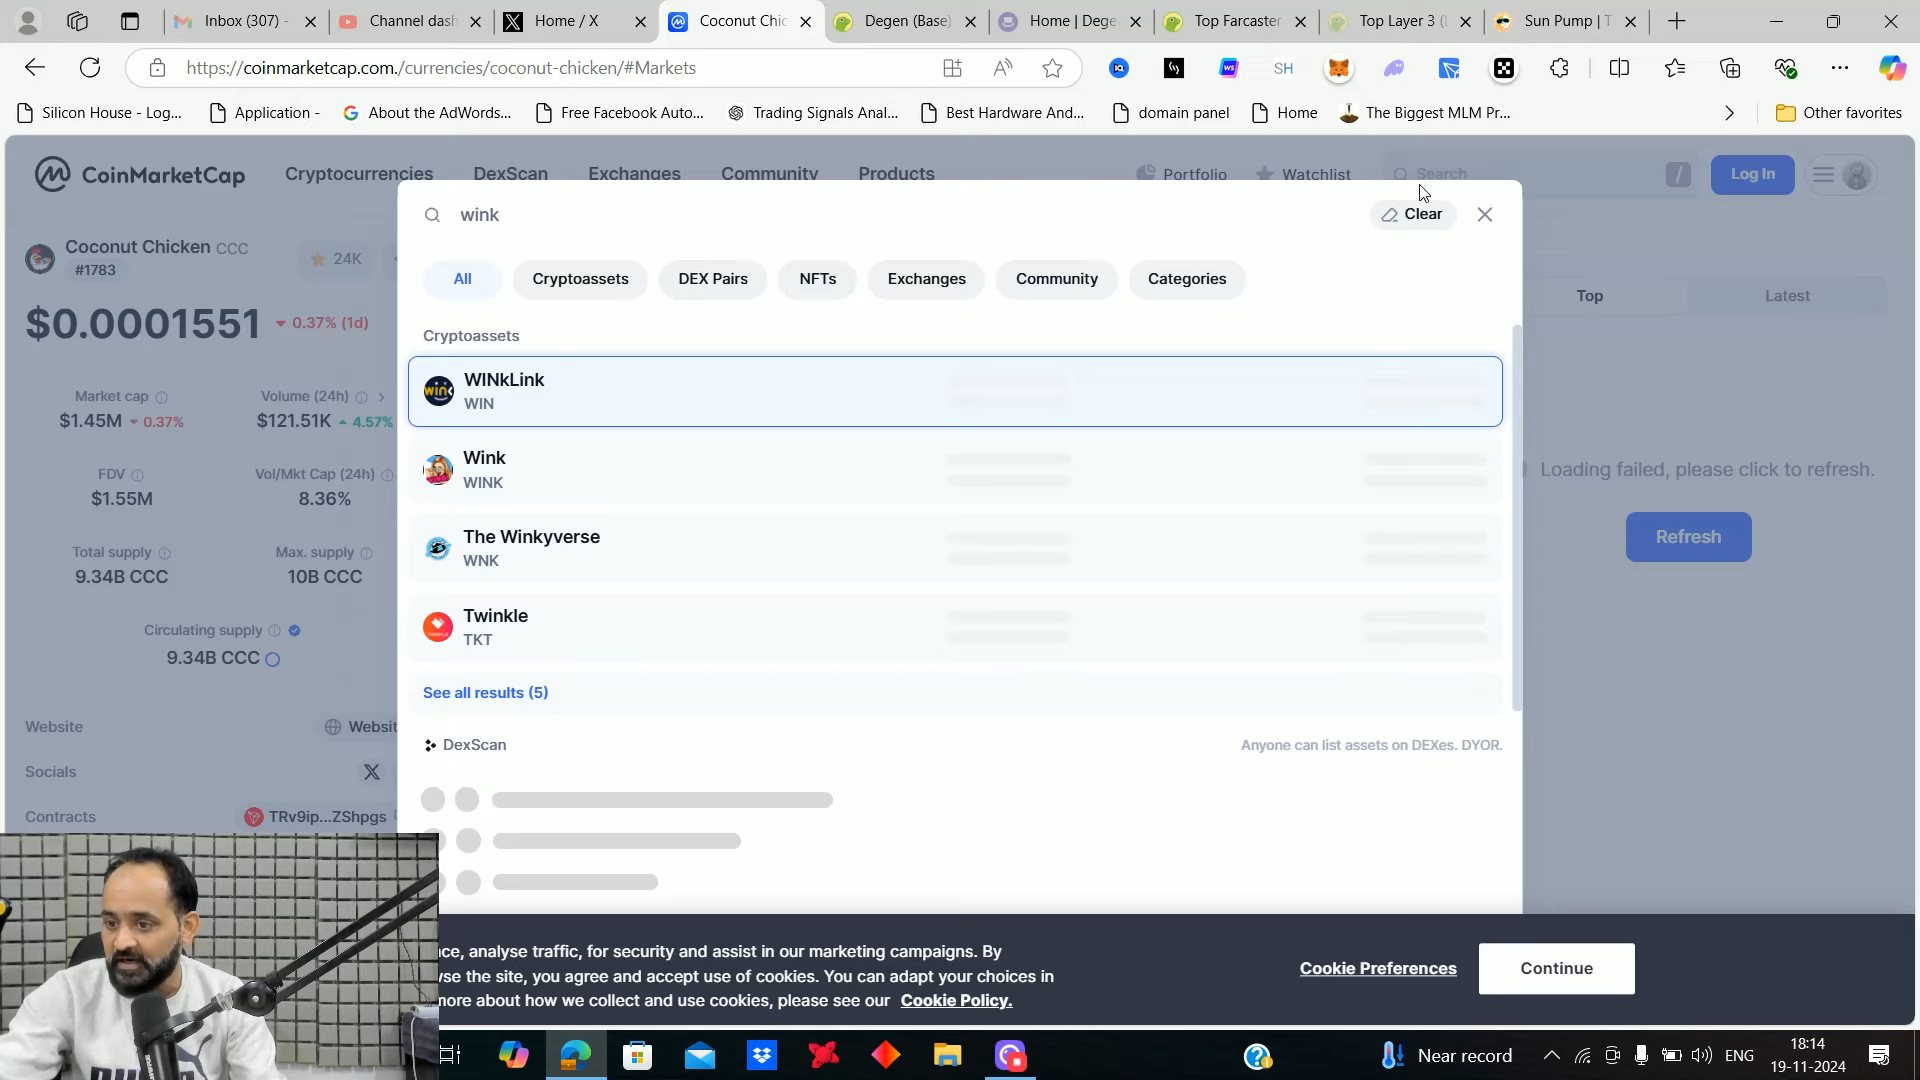 Inbox (307) -
Channel dash
Home / X
Coconut Chic
Degen (Base)
Home | Dege
Top Farcaster
Top Layer 3 (
Sun Pump | T
https://coinmarketcap.com./currencies/coconut-chicken/#Markets
Silicon House - Log...
Application -
About the AdWords...
Free Facebook Auto...
Trading Signals Anal...
Best Hardware And...
domain panel
Home
The Biggest MLM Pr...
Other favorites
CoinMarketCap
Cryptocurrencies
DexScan
Exchanges
Community
Products
Portfolio
Watchlist
Search
/
Log In
wink
Clear
Coconut Chicken CCC
#1783
24K
All
Cryptoassets
DEX Pairs
NFTs
Exchanges
Community
Categories
Top
Latest
$0.0001551
0.37% (1d)
Cryptoassets
WINkLink
WIN
Market cap
$1.45M 0.37%
Volume (24h)
$121.51K 4.57%
Wink
WINK
Loading failed, please click to refresh.
Refresh
FDV
$1.55M
Vol/Mkt Cap (24h)
8.36%
The Winkyverse
WNK
Total supply
9.34B CCC
Max. supply
10B CCC
Twinkle
TKT
Circulating supply
9.34B CCC
See all results (5)
Website
Websit
DexScan
Anyone can list assets on DEXes. DYOR.
Socials
Contracts
TRv9ip...ZShpgs
nce, analyse traffic, for security and assist in our marketing campaigns. By
wse the site, you agree and accept use of cookies. You can adapt your choices in
more about how we collect and use cookies, please see our Cookie Policy.
Cookie Preferences
Continue
Near record
ENG
18:14
19-11-2024